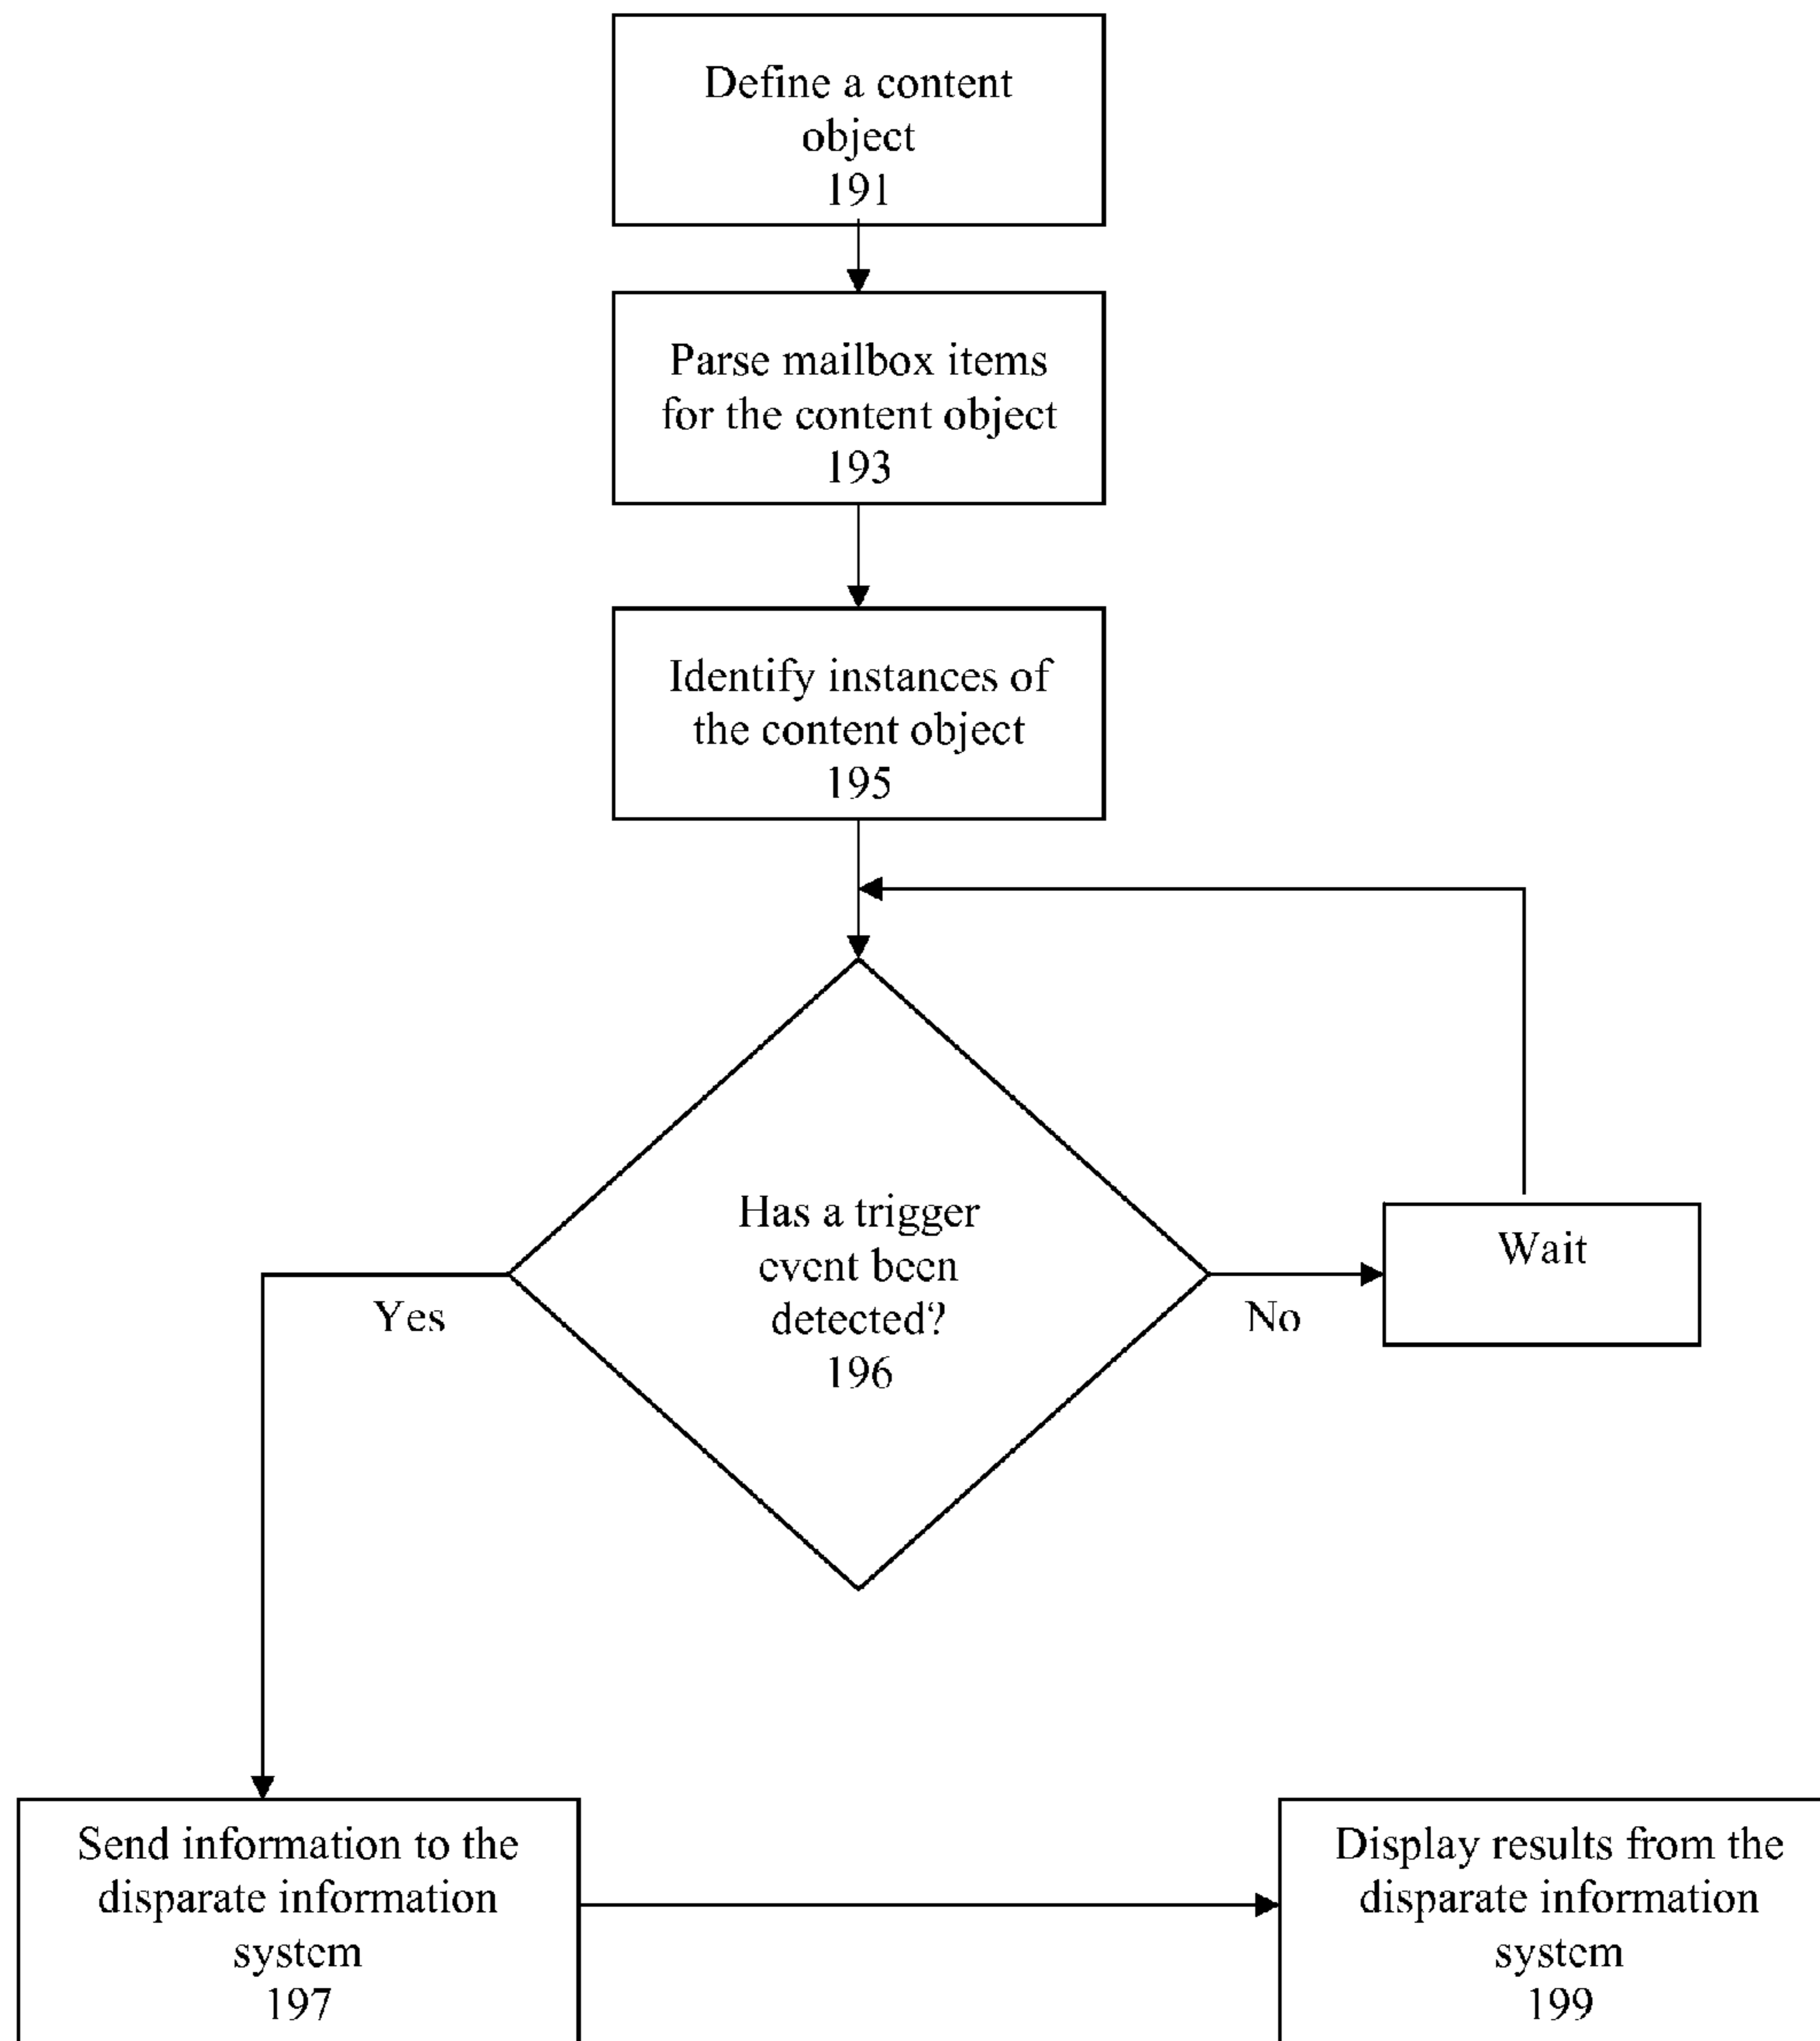 Define a content
object
191
Parse mailbox items
for the content object
193
Identify instances of
the content object
195
Has a trigger
event been
detected?
196
Yes
No
Wait
Send information to the
disparate information
system
197
Display results from the
disparate information
system
199